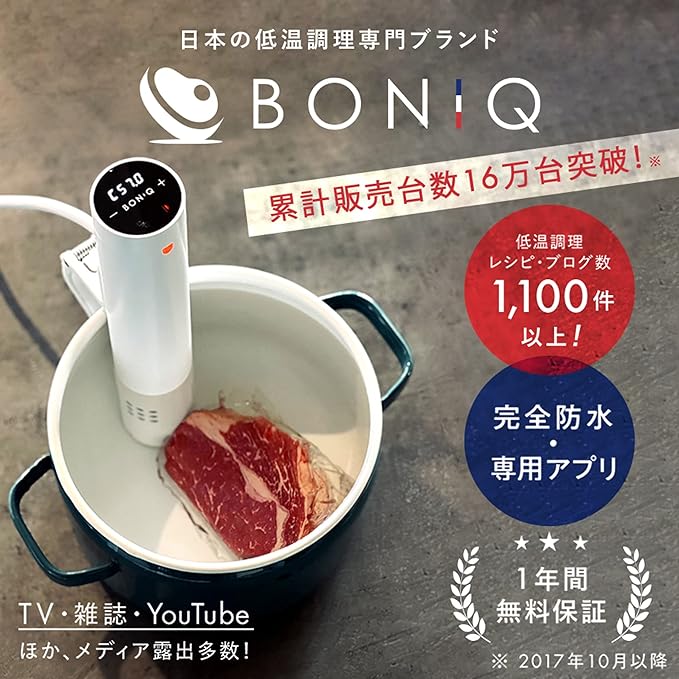 日本の低温調理専門ブランド
BONIQ
累計販売台数16万台突破!※
C57.0
− BONIQ +
低温調理
レシピ・ブログ数
1,100件
以上!
完全防水
・
専用アプリ
★★★
1年間
無料保証
TV・雑誌・YouTube
ほか、メディア露出多数!
※ 2017年10月以降